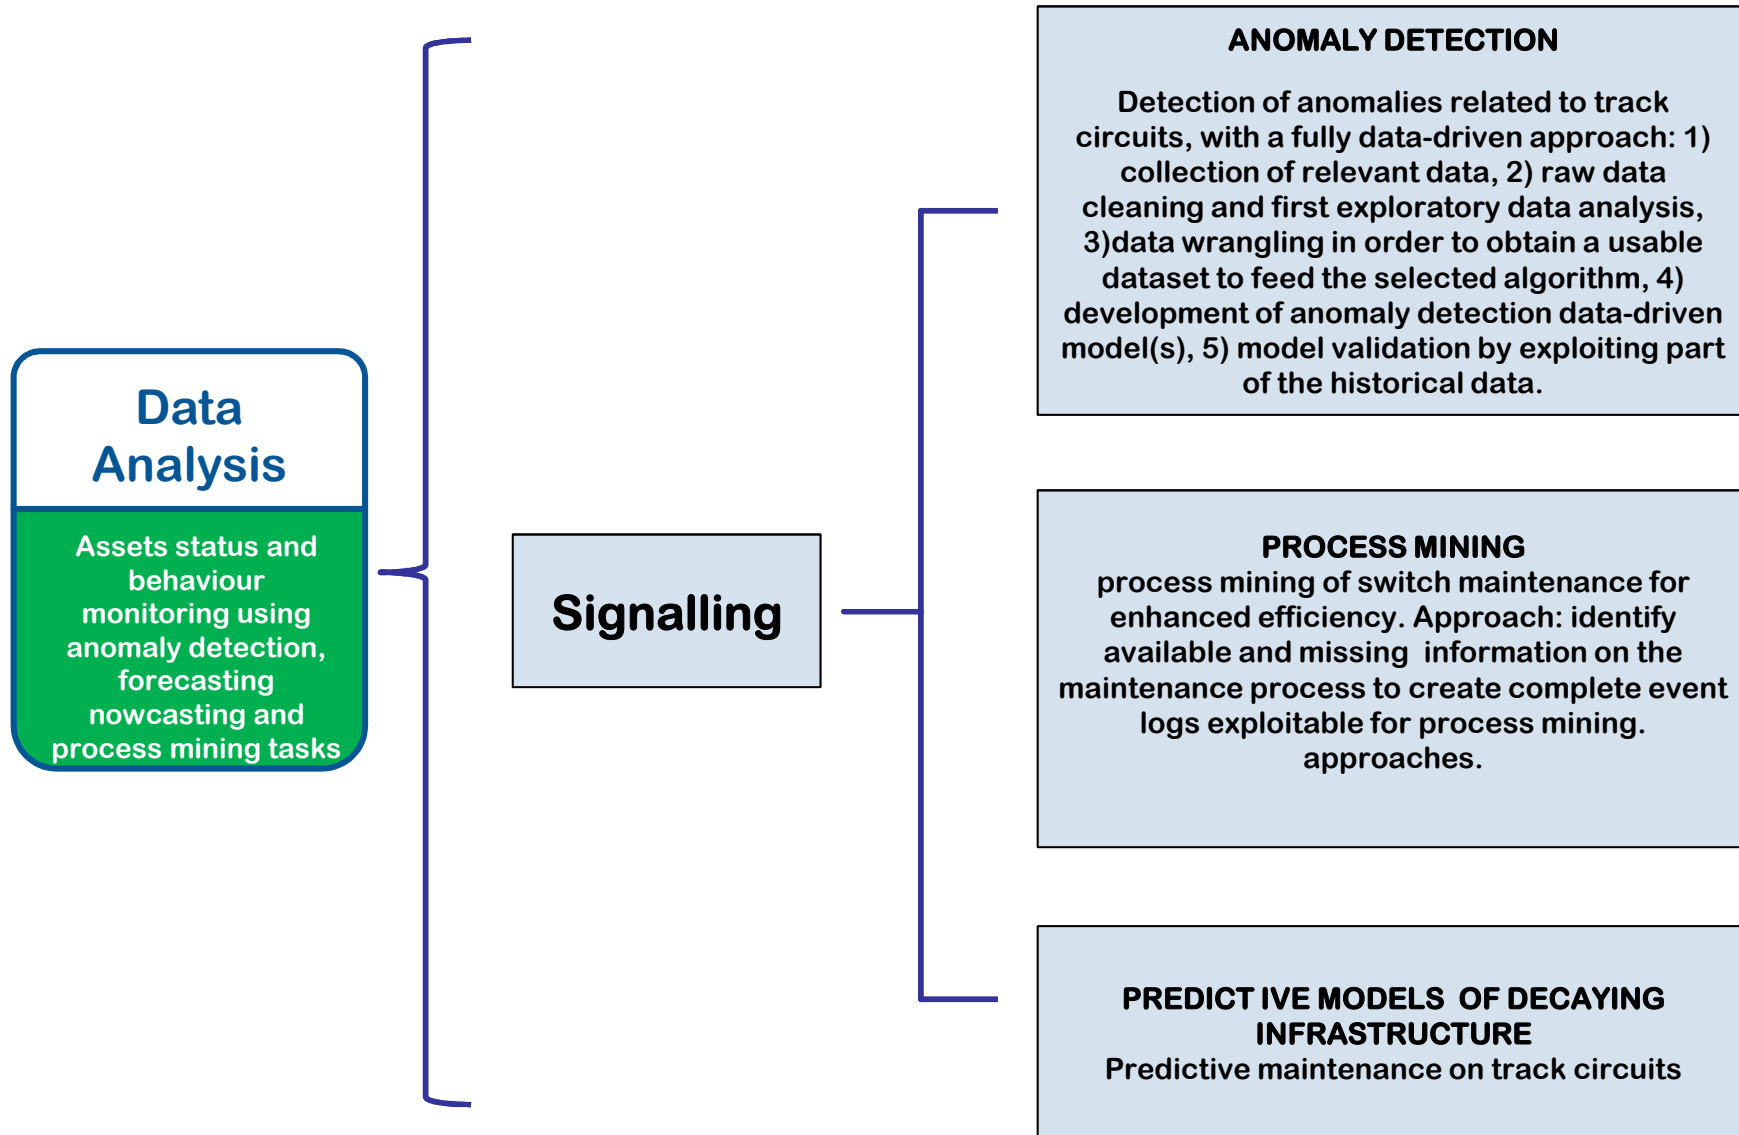 Data
Analysis
Assets status and
behaviour
monitoring using
anomaly detection,
forecasting
nowcasting and
process mining tasks
Signalling
ANOMALY DETECTION
Detection of anomalies related to track
circuits, with a fully data-driven approach: 1)
collection of relevant data, 2) raw data
cleaning and first exploratory data analysis,
3)data wrangling in order to obtain a usable
dataset to feed the selected algorithm, 4)
development of anomaly detection data-driven
model(s), 5) model validation by exploiting part
of the historical data.
PROCESS MINING
process mining of switch maintenance for
enhanced efficiency. Approach: identify
available and missing  information on the
maintenance process to create complete event
logs exploitable for process mining.
approaches.
PREDICT IVE MODELS  OF DECAYING
INFRASTRUCTURE
Predictive maintenance on track circuits